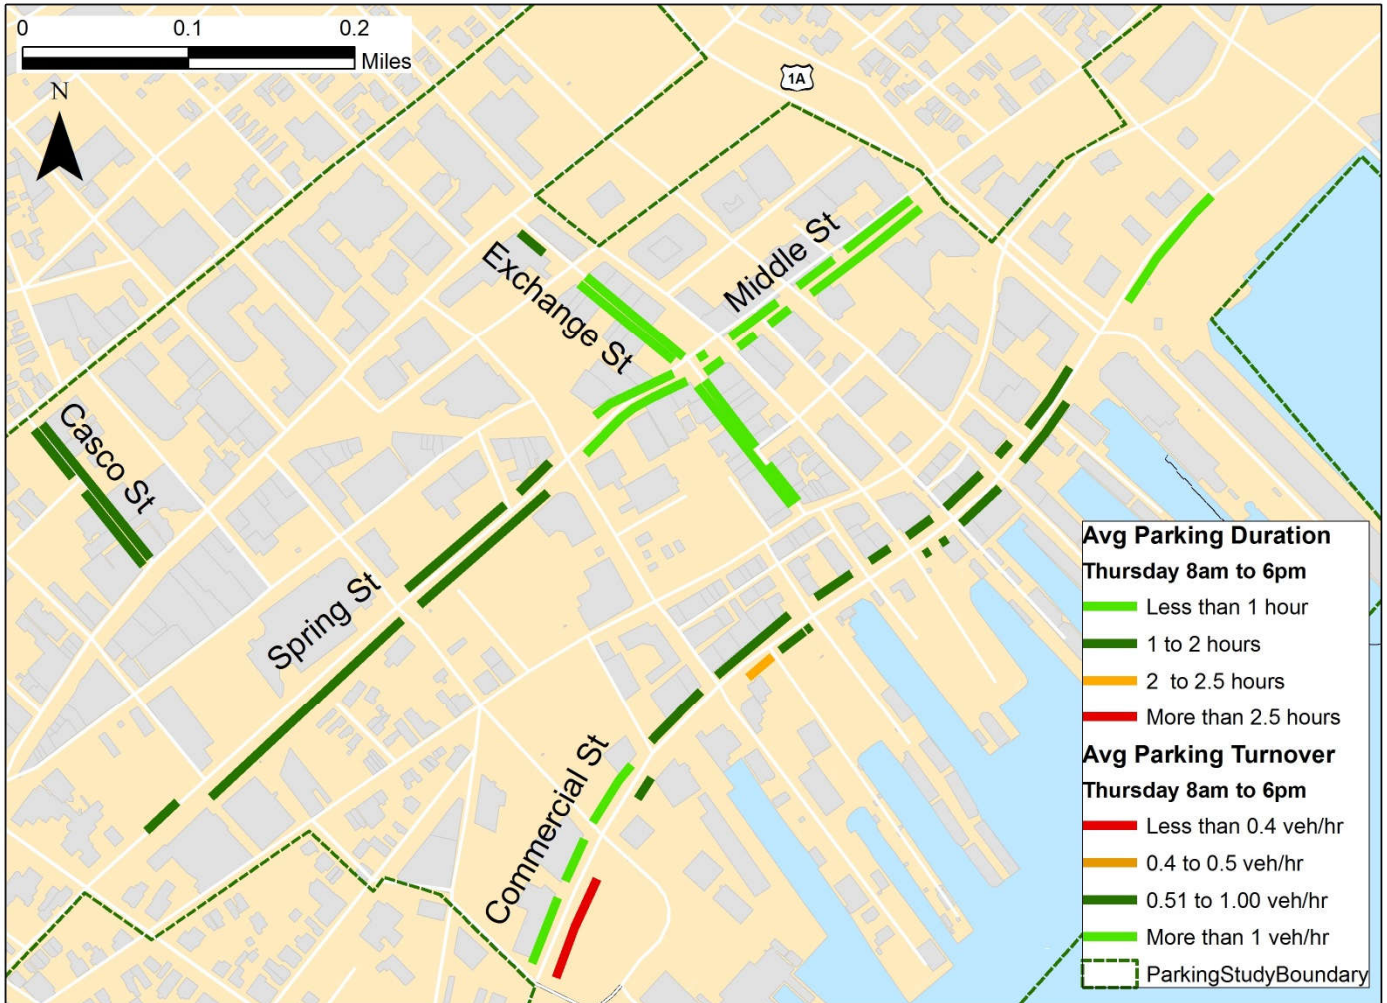 0 0.1 0.2
Miles
N
1A
Middle St
Exchange St
Casco St
Spring St
Commercial St
Avg Parking Duration
Thursday 8am to 6pm
Less than 1 hour
1 to 2 hours
2 to 2.5 hours
More than 2.5 hours
Avg Parking Turnover
Thursday 8am to 6pm
Less than 0.4 veh/hr
0.4 to 0.5 veh/hr
0.51 to 1.00 veh/hr
More than 1 veh/hr
ParkingStudyBoundary